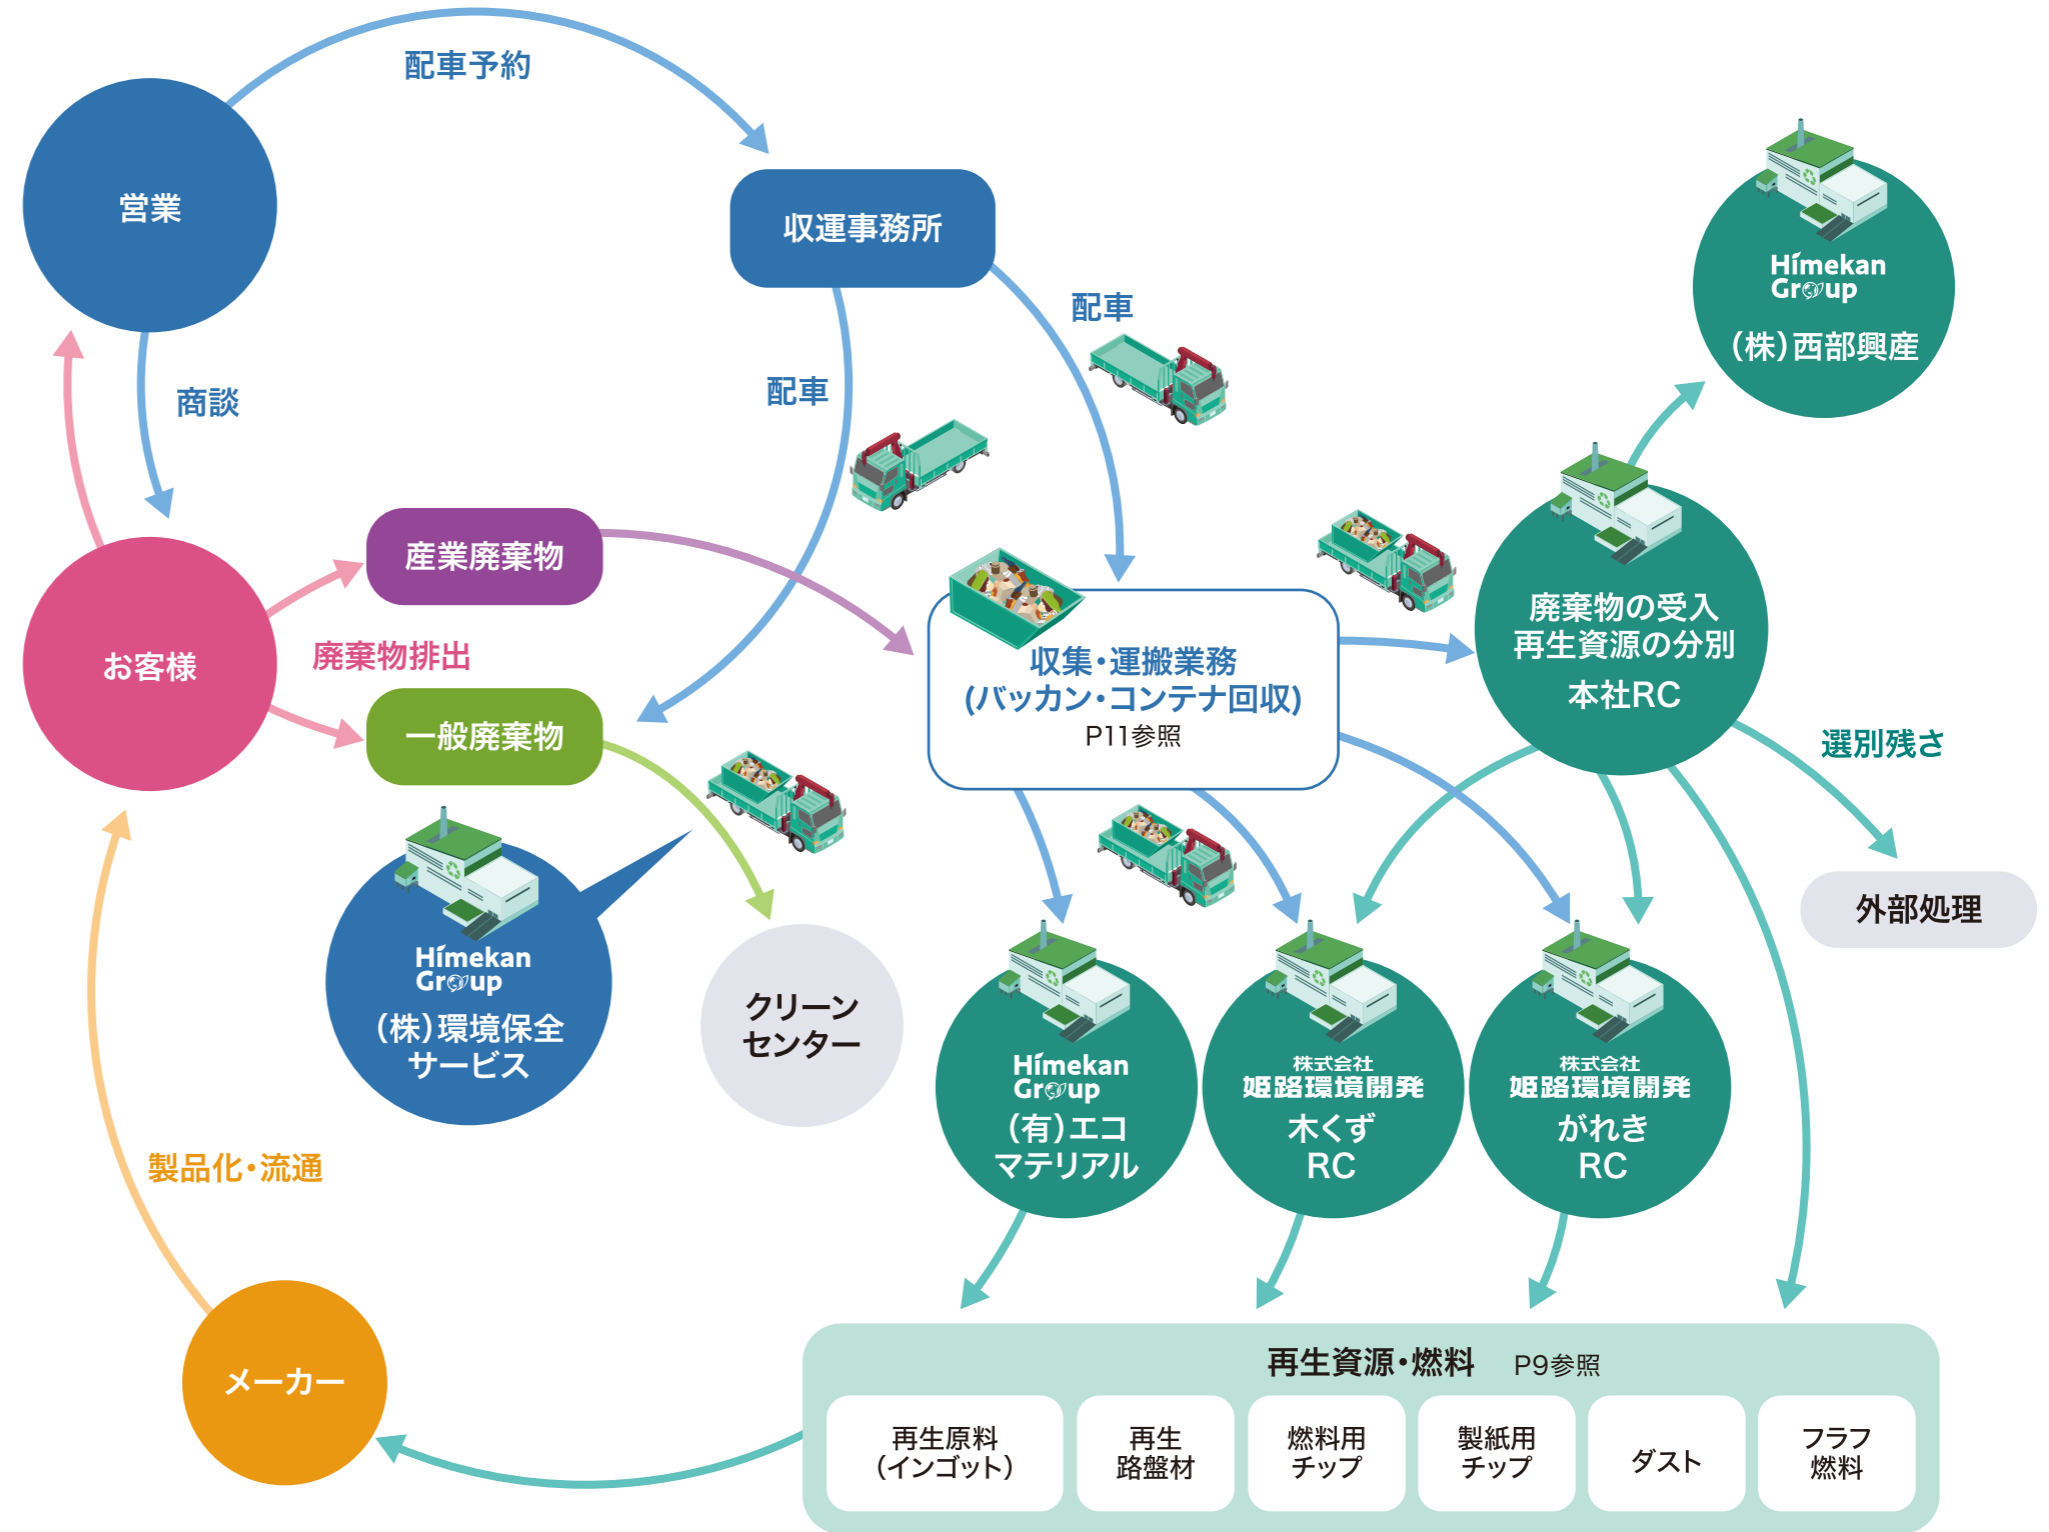 配車予約
営業
収運事務所
配車
配車
商談
Himekan
Group
(株)西部興産
産業廃棄物
お客様
廃棄物排出
一般廃棄物
収集・運搬業務
(バッカン・コンテナ回収)
P11参照
廃棄物の受入
再生資源の分別
本社RC
選別残さ
外部処理
Himekan
Group
(株)環境保全
サービス
クリーン
センター
Himekan
Group
(有)エコ
マテリアル
株式会社
姫路環境開発
木くず
RC
株式会社
姫路環境開発
がれき
RC
製品化・流通
メーカー
再生資源・燃料 P9参照
再生原料
(インゴット)
再生
路盤材
燃料用
チップ
製紙用
チップ
ダスト
フラフ
燃料